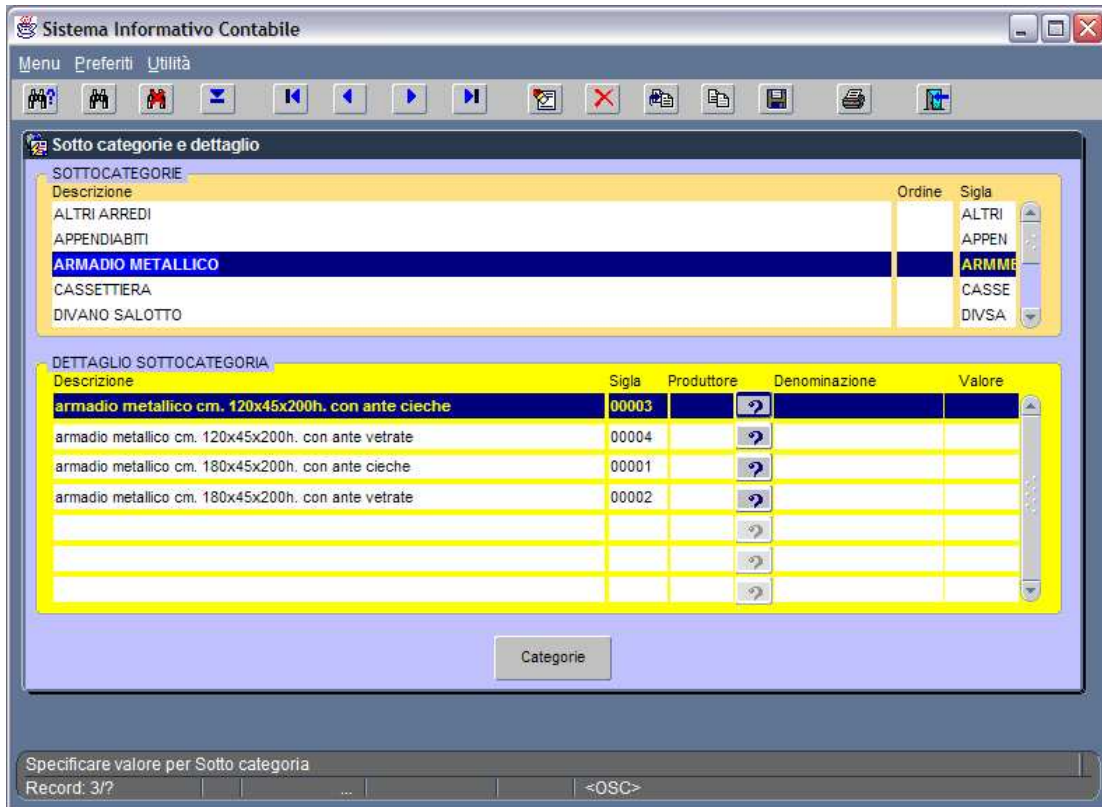 Sistema Informativo Contabile
Menu Preferiti Utilità
Sotto categorie e dettaglio
SOTTOCATEGORIE
Descrizione Ordine Sigla
ALTRI ARREDI ALTRI
APPENDIABITI APPEN
ARMADIO METALLICO ARMME
CASSETTIERA CASSE
DIVANO SALOTTO DIVSA
DETTAGLIO SOTTOCATEGORIA
Descrizione Sigla Produttore Denominazione Valore
armadio metallico cm. 120x45x200h. con ante cieche 00003
armadio metallico cm. 120x45x200h. con ante vetrate 00004
armadio metallico cm. 180x45x200h. con ante cieche 00001
armadio metallico cm. 180x45x200h. con ante vetrate 00002
Categorie
Specificare valore per Sotto categoria
Record: 3/? ... <OSC>